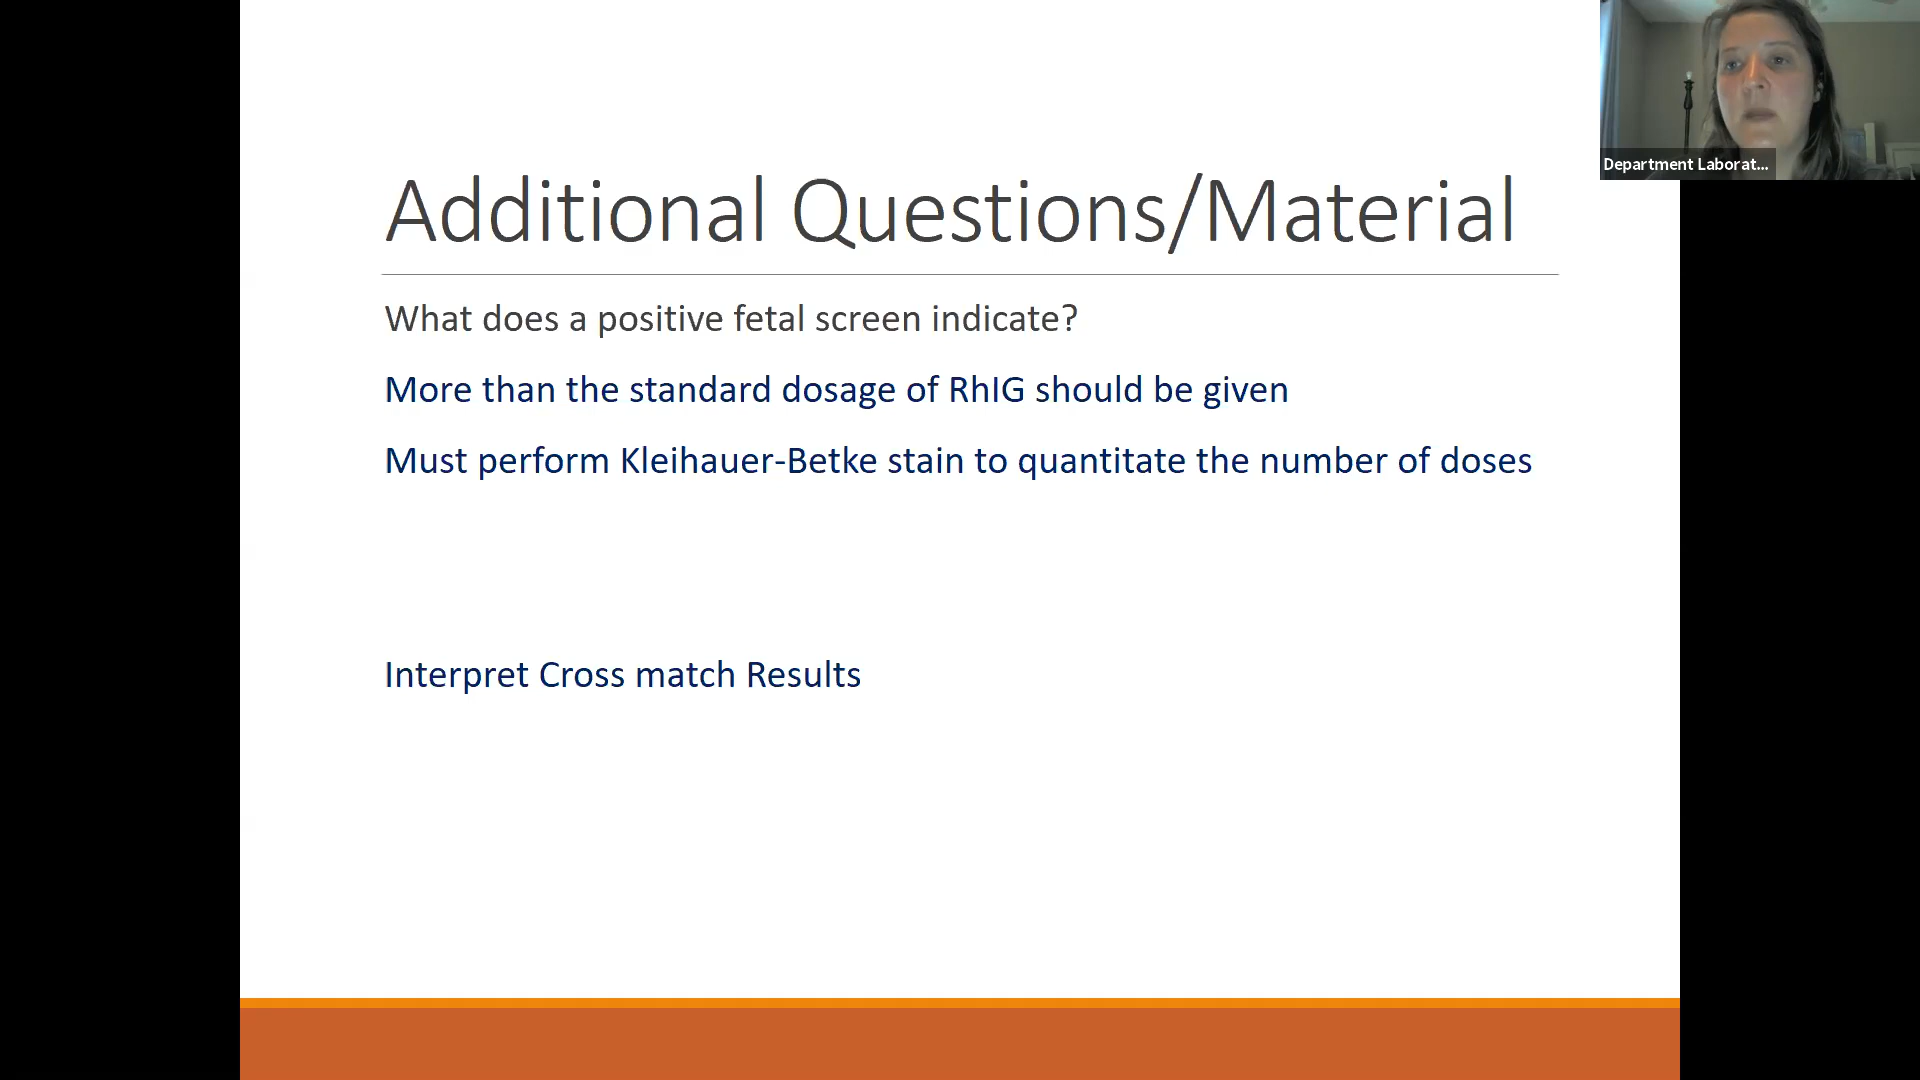 Additional Questions/Material
What does a positive fetal screen indicate?
More than the standard dosage of RhIG should be given
Must perform Kleihauer-Betke stain to quantitate the number of doses
Interpret Cross match Results
Department Laborat...